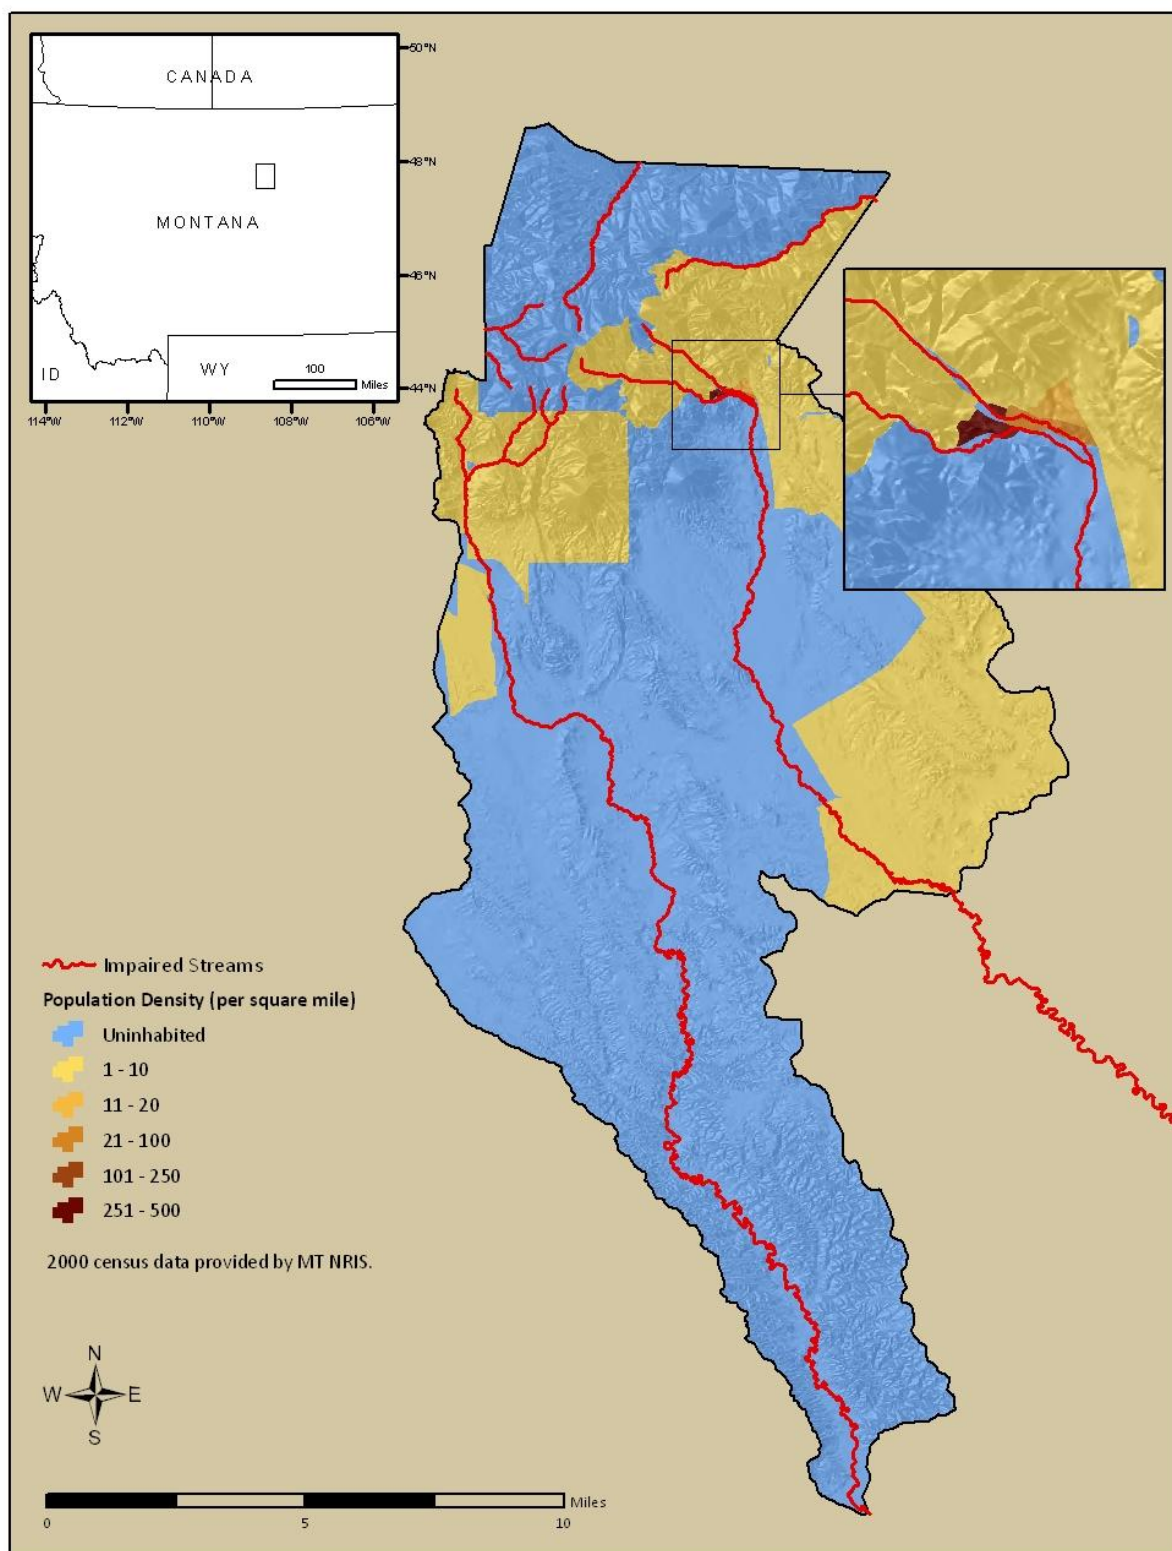 50°N
CANADA
48°N
MONTANA
46°N
ID
WY
100
Miles
44°N
114°W 112°W 110°W 108°W 106°W
Impaired Streams
Population Density (per square mile)
Uninhabited
1 - 10
11 - 20
21 - 100
101 - 250
251 - 500
2000 census data provided by MT NRIS.
N
W E
S
Miles
0 5 10